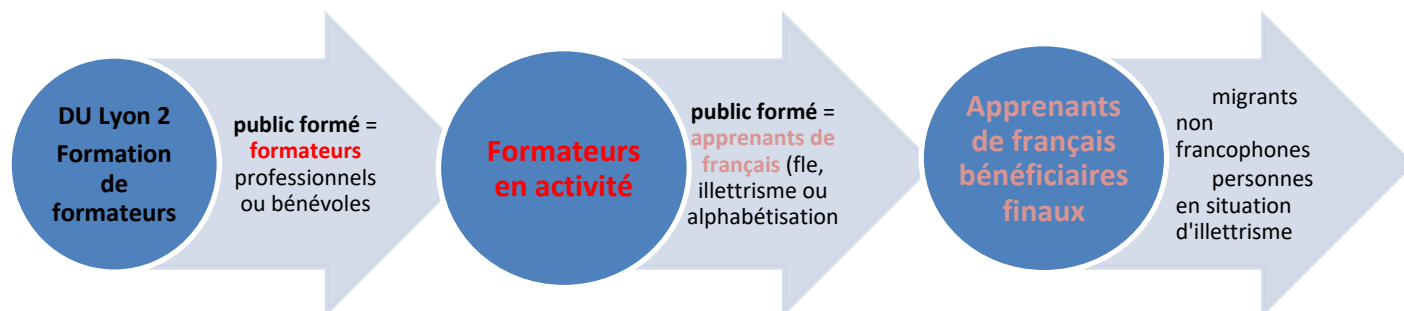 DU Lyon 2
Formation
de
formateurs
public formé =
formateurs
professionnels
ou bénévoles
Formateurs
en activité
public formé =
apprenants de
français (fle,
illettrisme ou
alphabétisation
Apprenants
de français
bénéficiaires
finaux
migrants
non
francophones
personnes
en situation
d'illettrisme